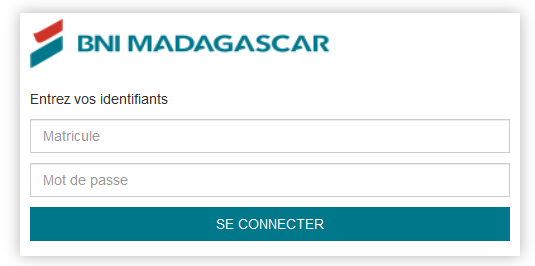 BNI MADAGASCAR
Entrez vos identifiants
Matricule
Mot de passe
SE CONNECTER